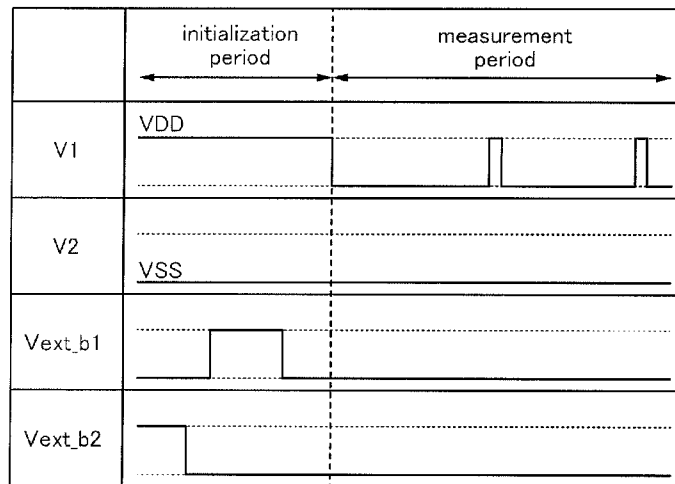 initialization
period
measurement
period
V1
VDD
V2
VSS
Vext_b1
Vext_b2